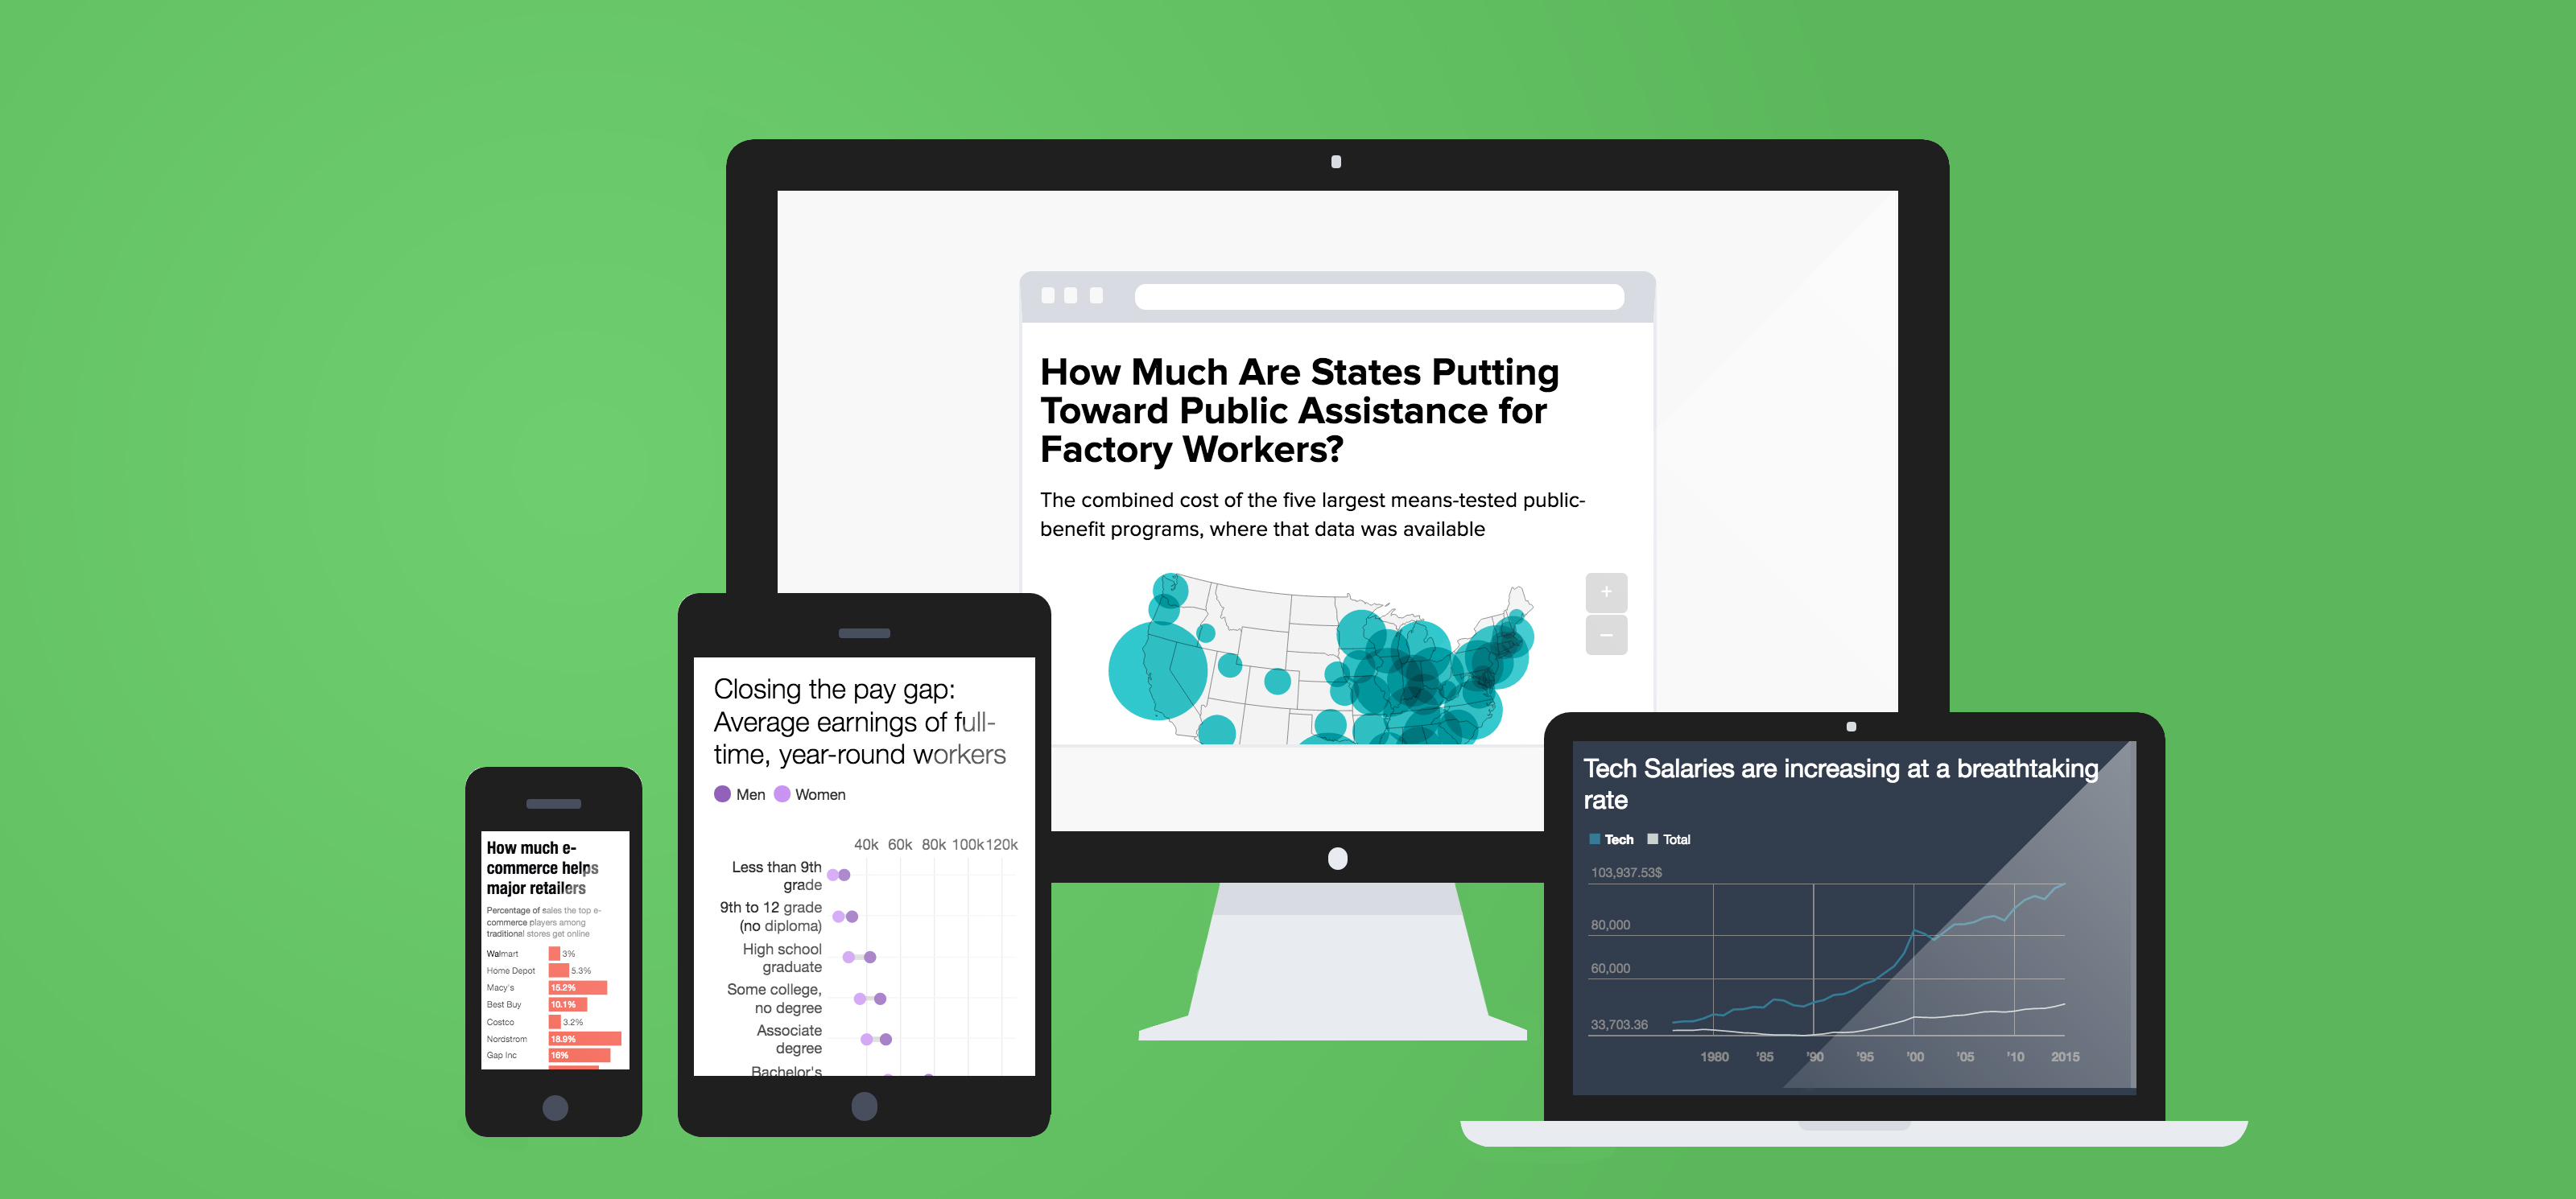 How Much Are States Putting
Toward Public Assistance for
Factory Workers?
The combined cost of the five largest means-tested public-
benefit programs, where that data was available
+
−
Closing the pay gap:
Average earnings of full-
time, year-round workers
Men Women
40k 60k 80k 100k 120k
Less than 9th
grade
9th to 12 grade
(no diploma)
High school
graduate
Some college,
no degree
Associate
degree
Bachelor's
How much e-
commerce helps
major retailers
Percentage of sales the top e-
commerce players among
traditional stores get online
Walmart 3%
Home Depot 5.3%
Macy's 15.2%
Best Buy 10.1%
Costco 3.2%
Nordstrom 18.9%
Gap Inc 16%
Tech Salaries are increasing at a breathtaking
rate
Tech Total
103,937.53$
80,000
60,000
33,703.36
1980 '85 '90 '95 '00 '05 '10 2015